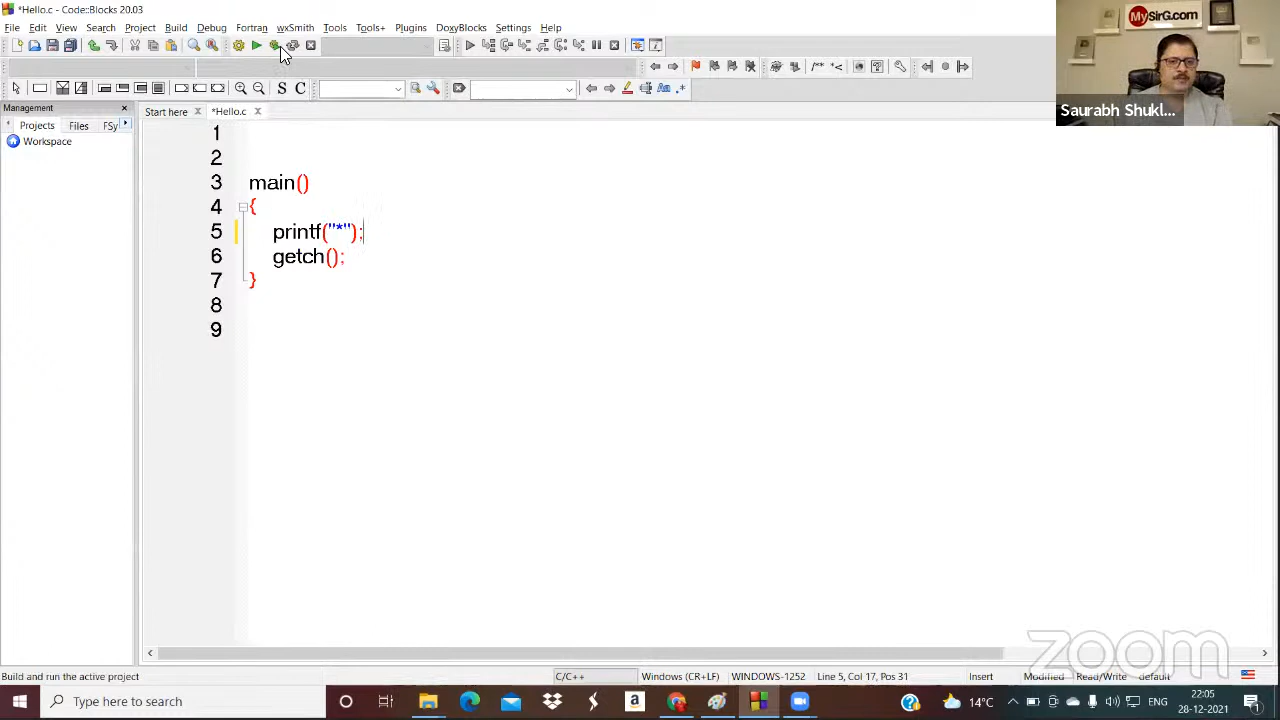 *Hello.c - Code::Blocks 20.03
File Edit View Search Project Build Debug Fortran wxSmith Tools Tools+ Plugins DoxyBlocks Settings Help
S C
Management
Projects Files FSy
Workspace
Start here *Hello.c
1
2
3 main()
4 {
5 printf("*");
6 getch();
7 }
8
9
MySirG.com
Saurabh Shukl...
zoom
Build and run the active project C/C++ Windows (CR+LF) WINDOWS-1252 Line 5, Col 17, Pos 31 Insert Modified Read/Write default
Type here to search
14°C
22:05
28-12-2021